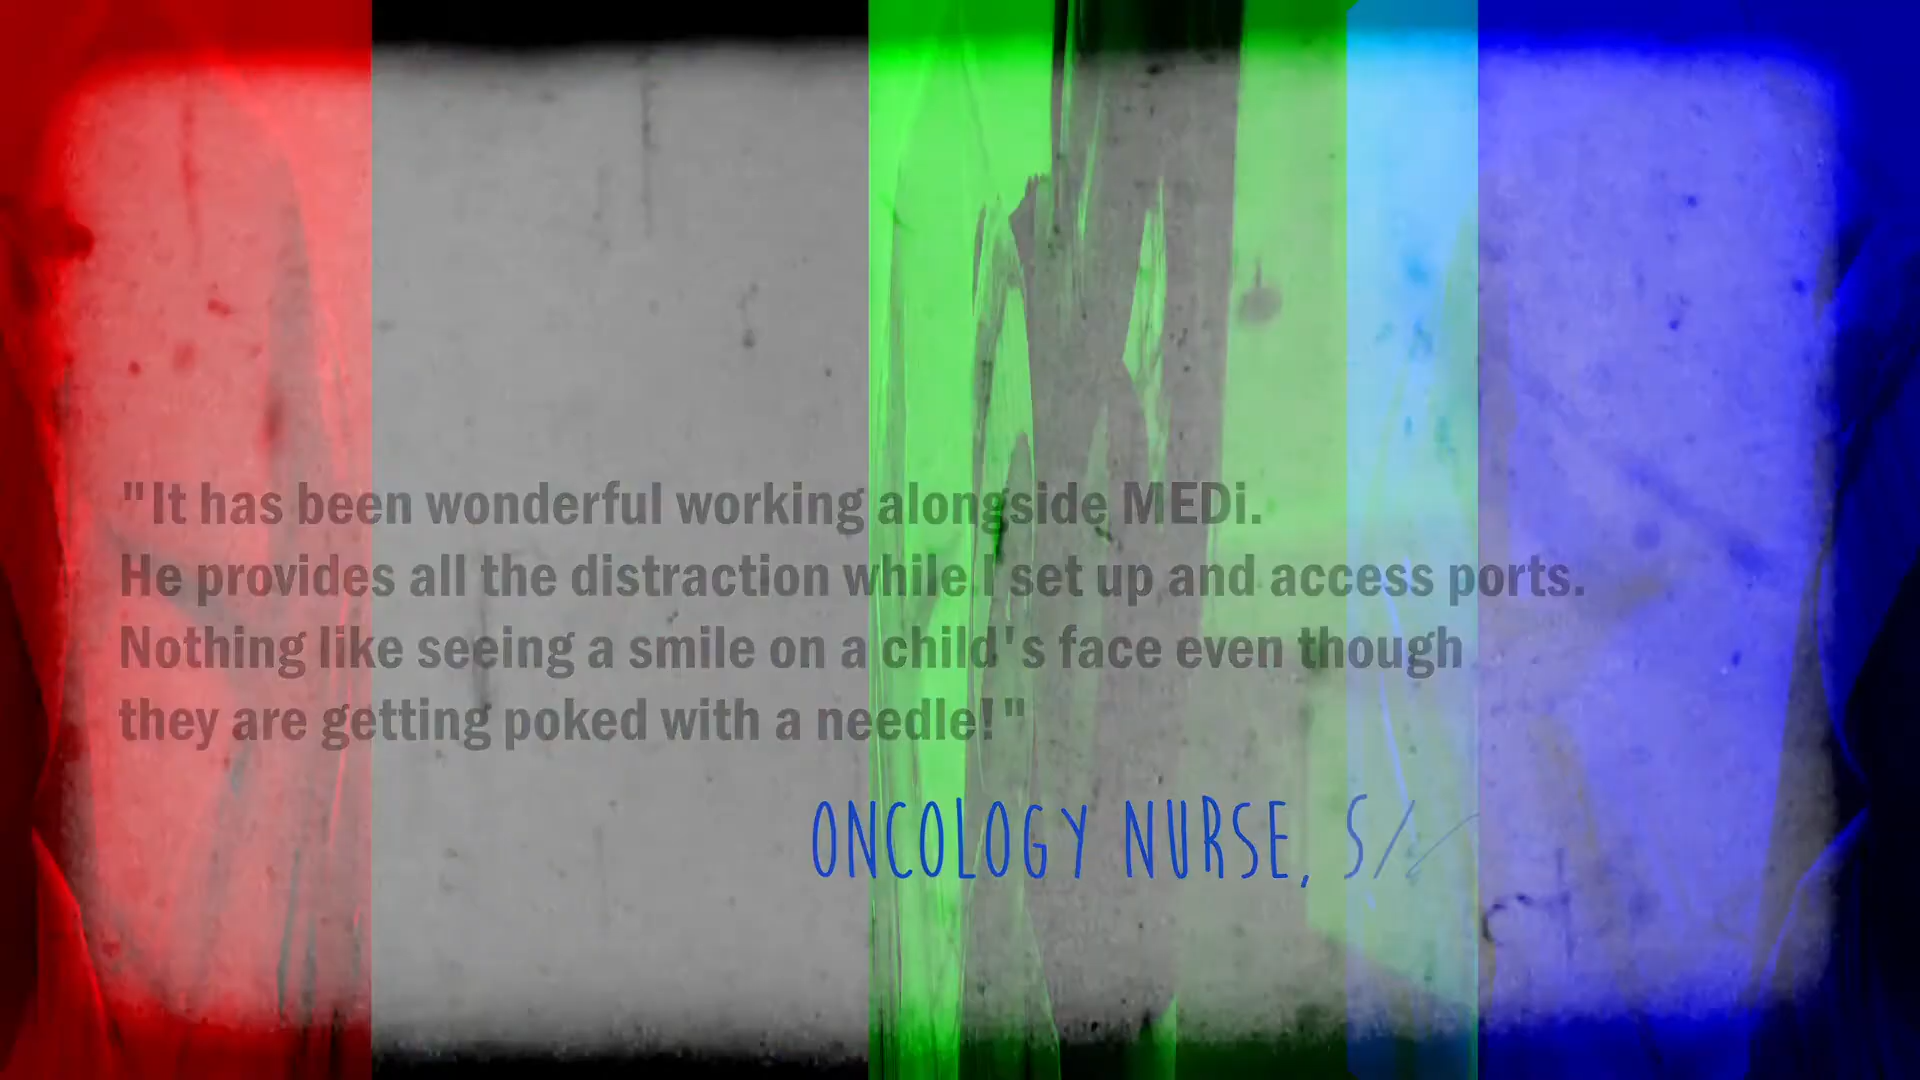 "It has been wonderful working alongside MEDi.
He provides all the distraction while I set up and access ports.
Nothing like seeing a smile on a child's face even though
they are getting poked with a needle!"
ONCOLOGY NURSE,